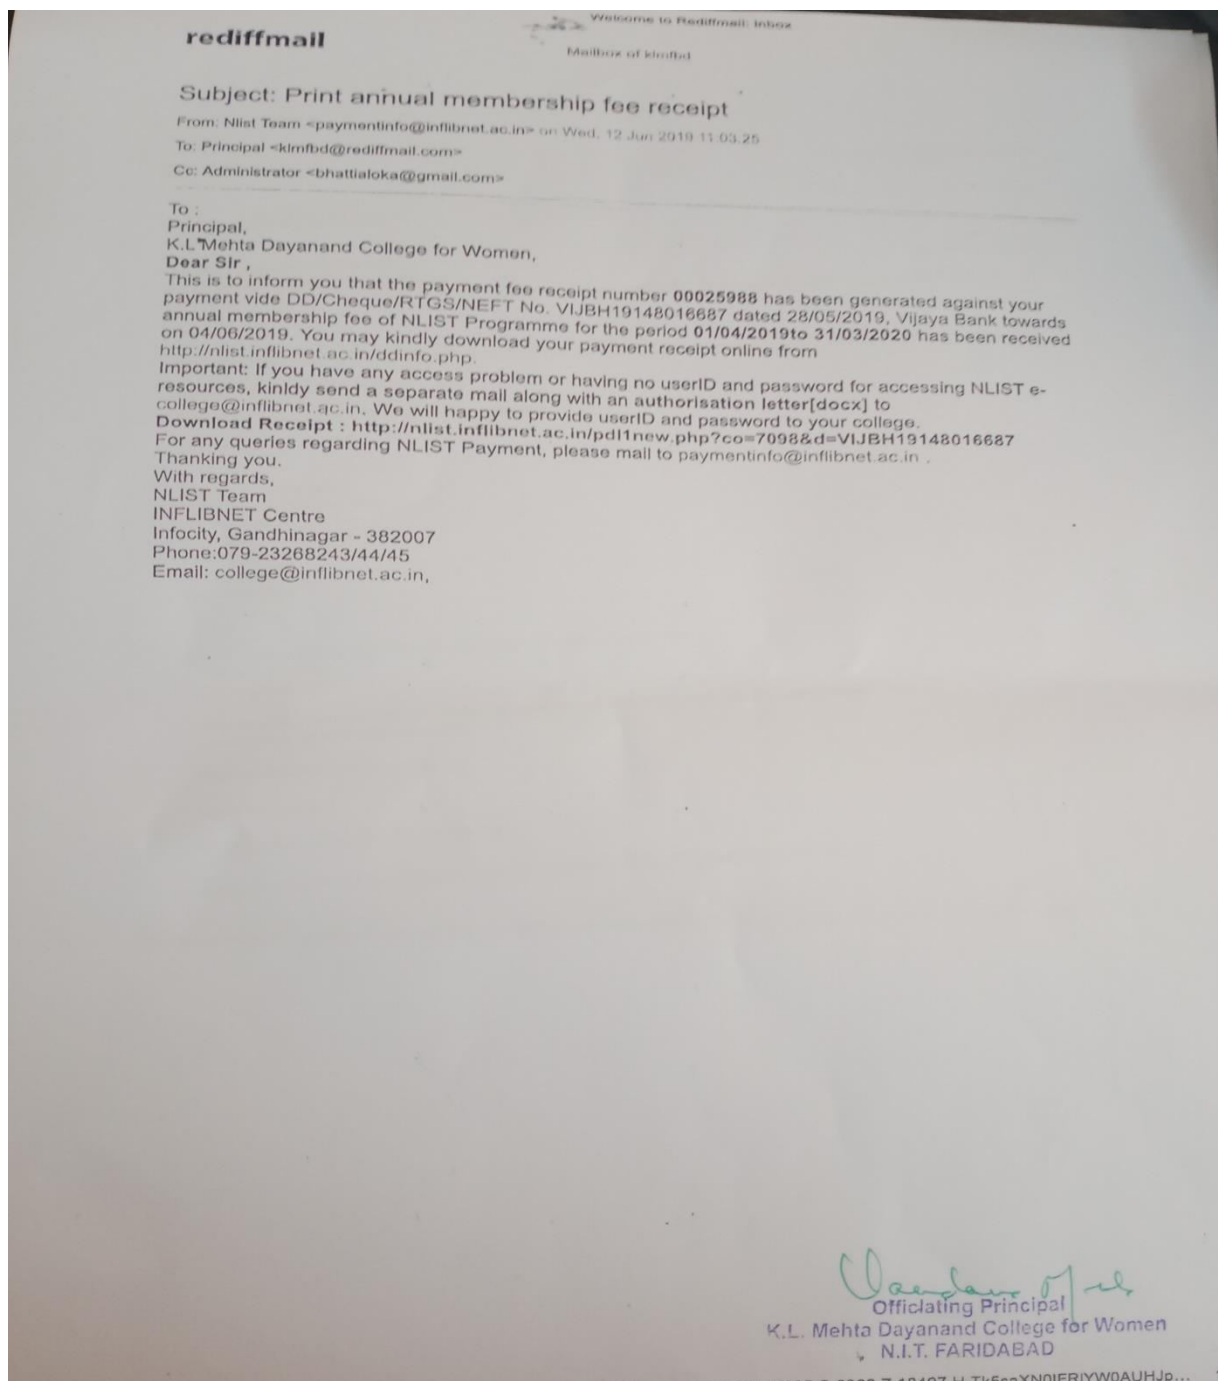 Welcome to Rediffmail: Inbox
rediffmail
Mailbox of klmfbd
Subject: Print annual membership fee receipt
From: Nlist Team <paymentinfo@inflibnet.ac.in> on Wed, 12 Jun 2019 11:03:25
To: Principal <klmfbd@rediffmail.com>
Cc: Administrator <bhattialoka@gmail.com>
To :
Principal,
K.L Mehta Dayanand College for Women,
Dear Sir ,
This is to inform you that the payment fee receipt number 00025988 has been generated against your
payment vide DD/Cheque/RTGS/NEFT No. VIJBH19148016687 dated 28/05/2019, Vijaya Bank towards
annual membership fee of NLIST Programme for the period 01/04/2019to 31/03/2020 has been received
on 04/06/2019. You may kindly download your payment receipt online from
http://nlist.inflibnet.ac.in/ddinfo.php.
Important: If you have any access problem or having no userID and password for accessing NLIST e-
resources, kinldy send a separate mail along with an authorisation letter[docx] to
college@inflibnet.ac.in. We will happy to provide userID and password to your college.
Download Receipt : http://nlist.inflibnet.ac.in/pdl1new.php?co=7098&d=VIJBH19148016687
For any queries regarding NLIST Payment, please mail to paymentinfo@inflibnet.ac.in .
Thanking you.
With regards,
NLIST Team
INFLIBNET Centre
Infocity, Gandhinagar - 382007
Phone:079-23268243/44/45
Email: college@inflibnet.ac.in,
Officiating Principal
K.L. Mehta Dayanand College for Women
N.I.T. FARIDABAD